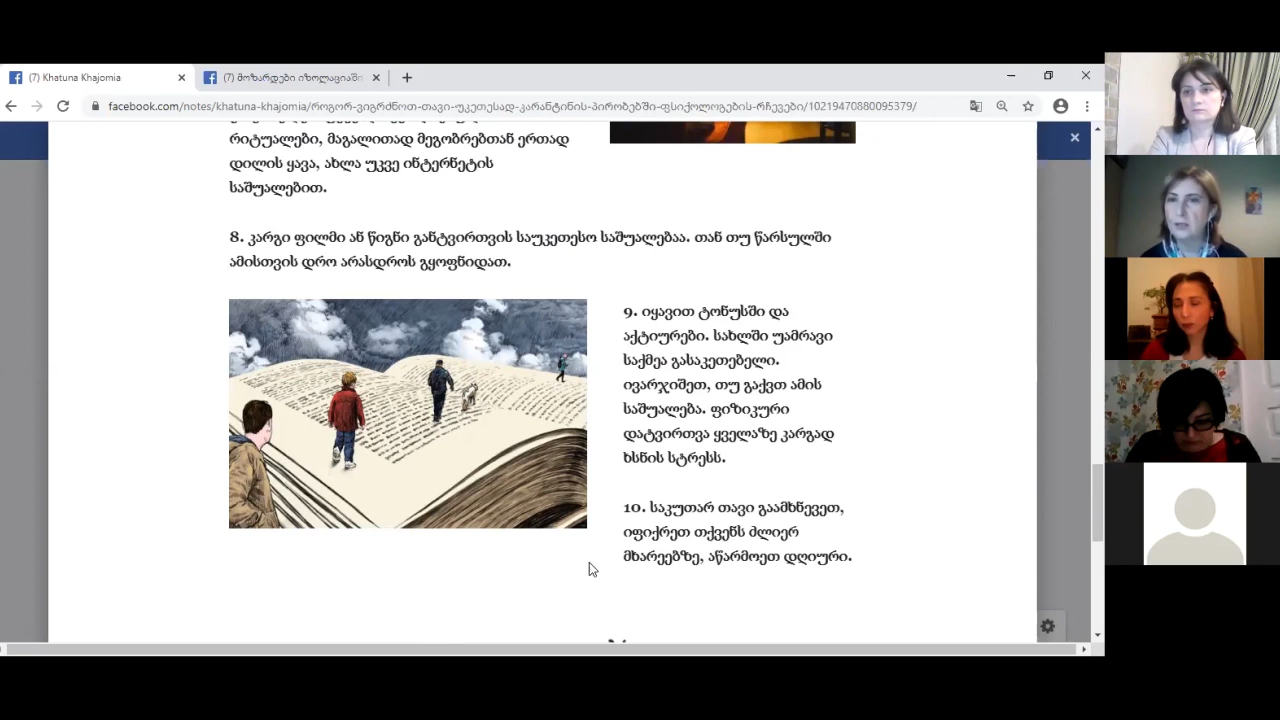 (7) Khatuna Khajomia
(7) მოზარდები იზოლაციაში
facebook.com/notes/khatuna-khajomia/როგორ-ვიგრძნოთ-თავი-უკეთესად-კარანტინის-პირობებში-ფსიქოლოგების-რჩევები/10219470880095379/
რიტუალები, მაგალითად მეგობრებთან ერთად
დილის ყავა, ახლა უკვე ინტერნეტის
საშუალებით.
8. კარგი ფილმი ან წიგნი განტვირთვის საუკეთესო საშუალებაა. თან თუ წარსულში
ამისთვის დრო არასდროს გყოფნიდათ.
9. იყავით ტონუსში და
აქტიურები. სახლში უამრავი
საქმეა გასაკეთებელი.
ივარჯიშეთ, თუ გაქვთ ამის
საშუალება. ფიზიკური
დატვირთვა ყველაზე კარგად
ხსნის სტრესს.
10. საკუთარ თავი გაამხნევეთ,
იფიქრეთ თქვენს ძლიერ
მხარეებზე, აწარმოეთ დღიური.